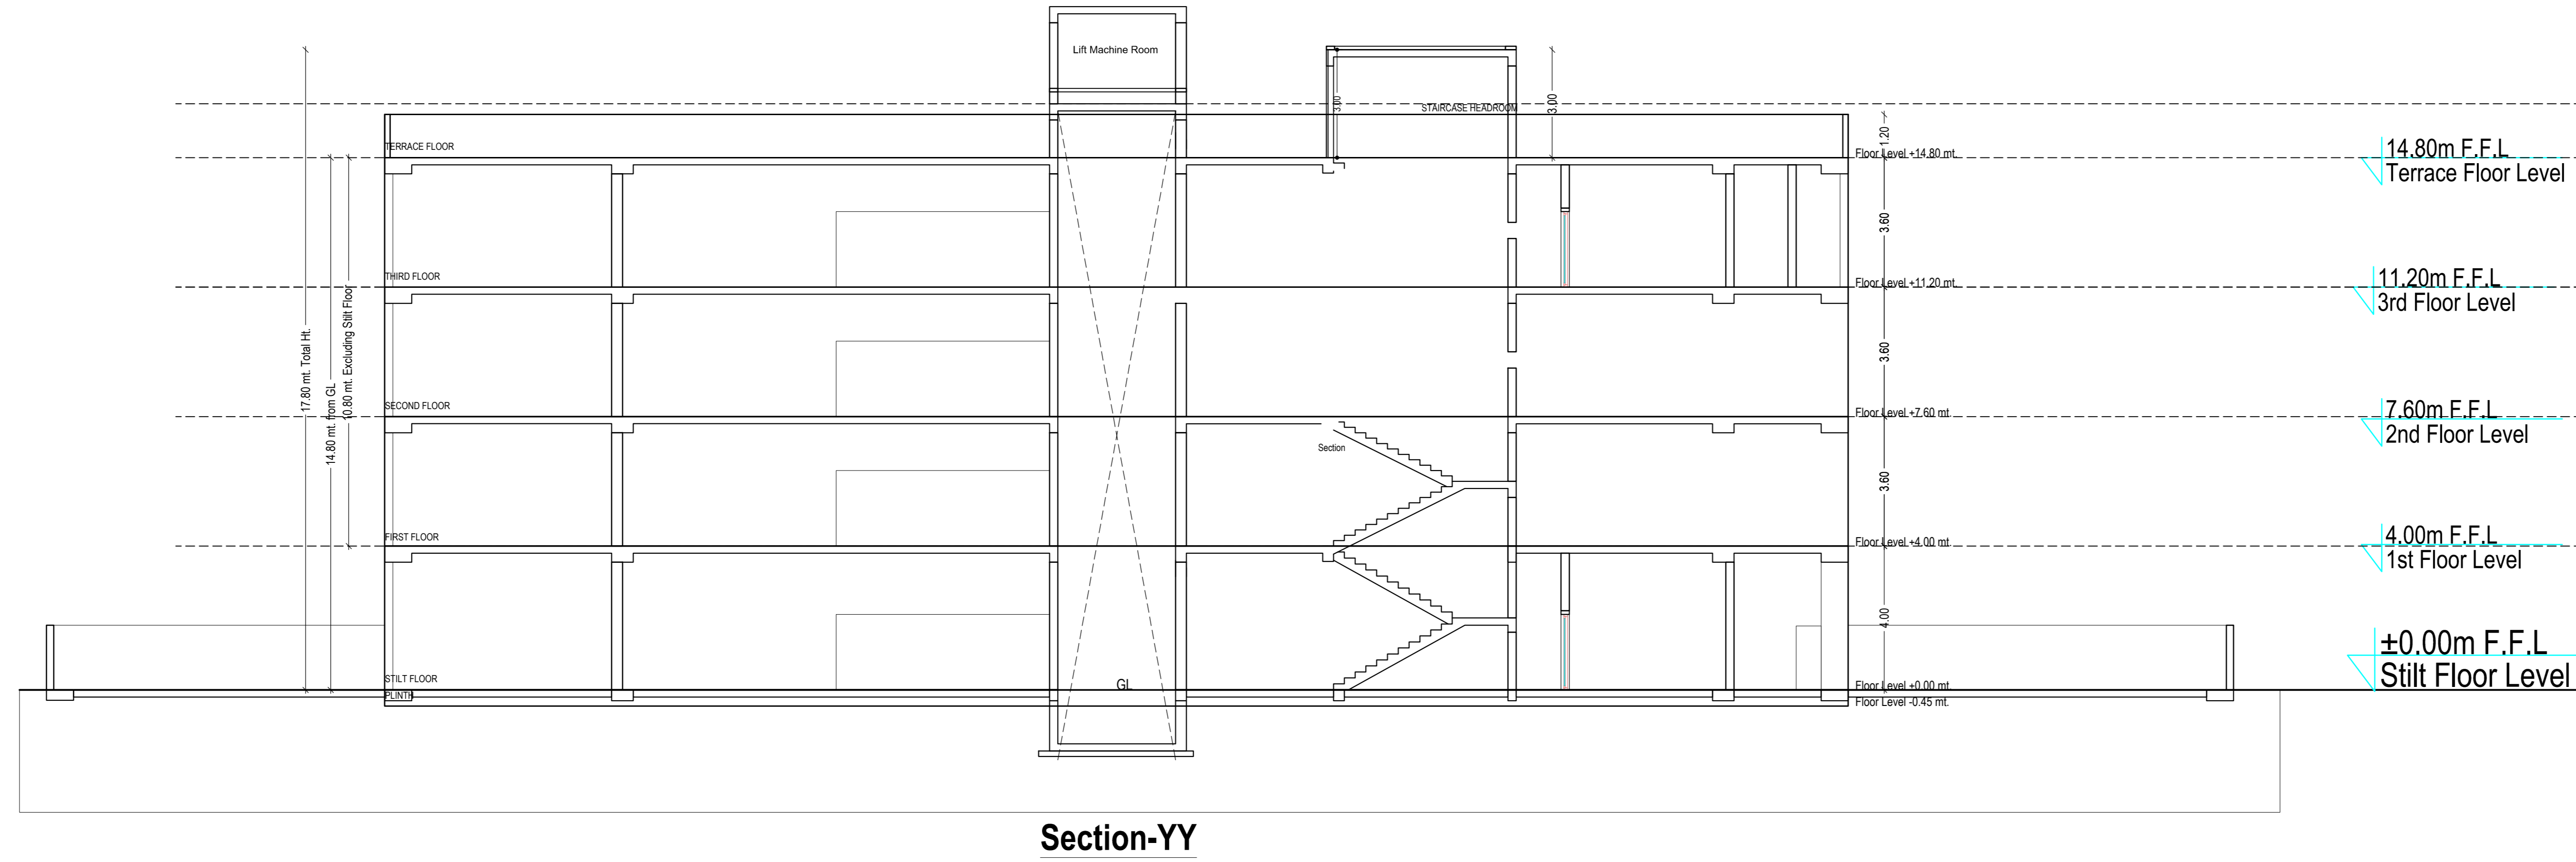 Lift Machine Room
3.00
STAIRCASE HEADROOM
3.00
1.20
TERRACE FLOOR
Floor Level +14.80 mt.
14.80m F.F.L
Terrace Floor Level
3.60
THIRD FLOOR
Floor Level +11.20 mt.
11.20m F.F.L
3rd Floor Level
17.80 mt. Total Ht.
14.80 mt. from GL
10.80 mt. Excluding Stilt Floor
3.60
SECOND FLOOR
Floor Level +7.60 mt.
7.60m F.F.L
2nd Floor Level
Section
3.60
FIRST FLOOR
Floor Level +4.00 mt.
4.00m F.F.L
1st Floor Level
4.00
±0.00m F.F.L
Stilt Floor Level
STILT FLOOR
GL
Floor Level +0.00 mt.
PLINTH
Floor Level -0.45 mt.
Section-YY